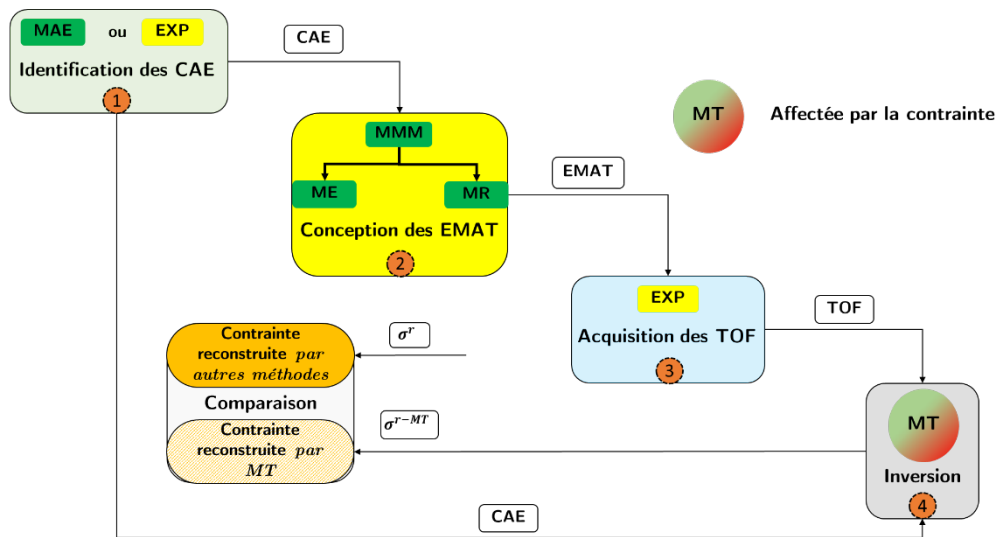 MAE ou EXP
Identification des CAE
1
CAE
MMM
ME MR
Conception des EMAT
2
EMAT
MT
Affectée par la contrainte
EXP
Acquisition des TOF
3
TOF
Contrainte
reconstruite par
autres méthodes
σ^r
Comparaison
Contrainte
reconstruite par
MT
σ^{r−MT}
MT
Inversion
4
CAE